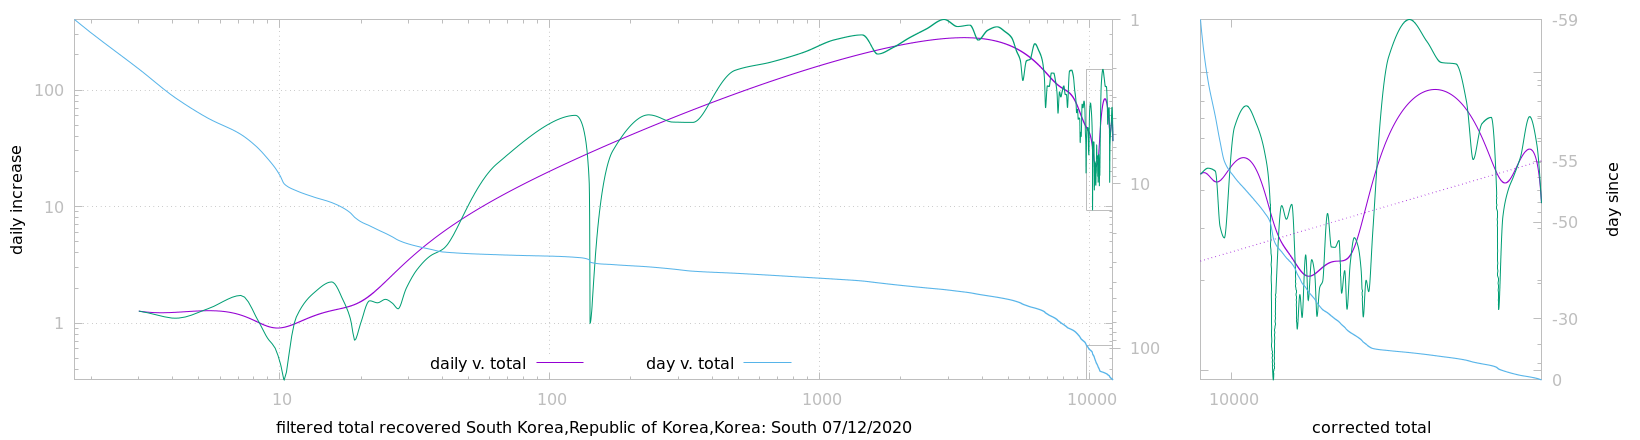 daily increase
100
10
1
daily v. total
day v. total
10
100
1000
10000
1
10
100
filtered total recovered South Korea,Republic of Korea,Korea: South 07/12/2020
10000
-59
-55
-50
-30
0
day since
corrected total